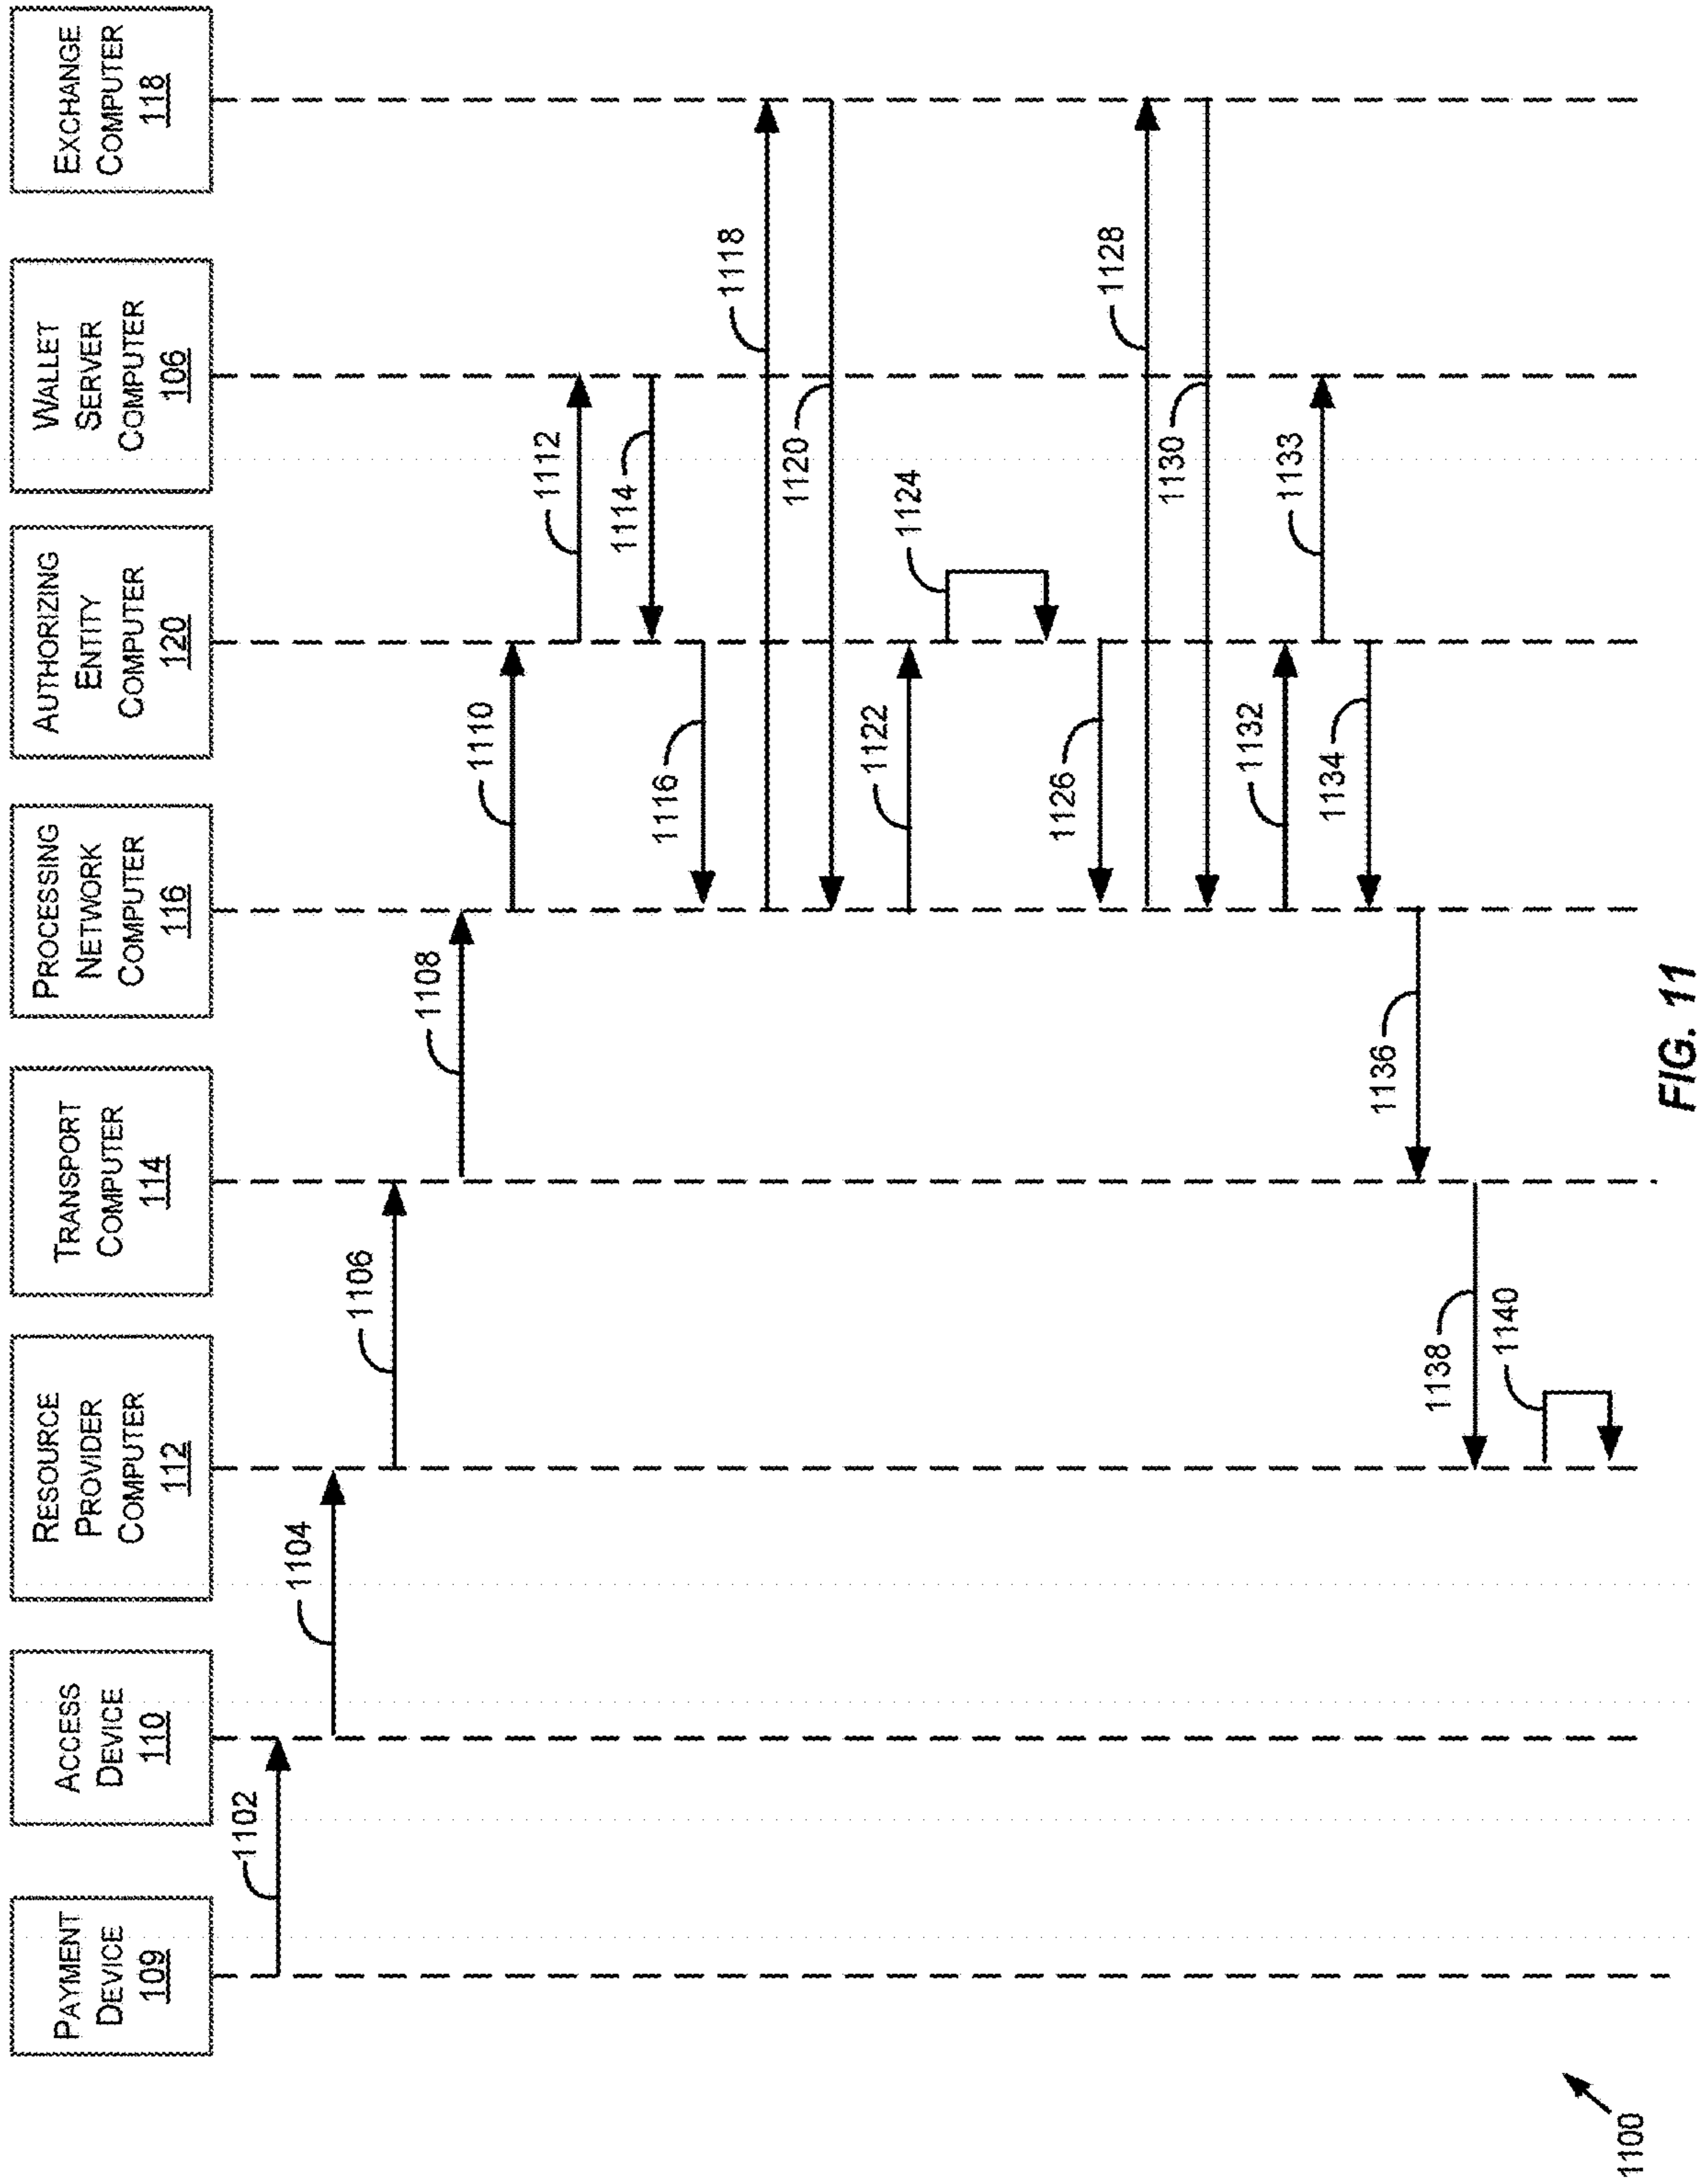 PAYMENT
DEVICE
109
ACCESS
DEVICE
110
RESOURCE
PROVIDER
COMPUTER
112
TRANSPORT
COMPUTER
114
PROCESSING
NETWORK
COMPUTER
116
AUTHORIZING
ENTITY
COMPUTER
120
WALLET
SERVER
COMPUTER
106
EXCHANGE
COMPUTER
118
1102
1104
1106
1108
1110
1112
1114
1116
1118
1120
1122
1124
1126
1128
1130
1132
1133
1134
1136
1138
1140
1100
FIG. 11